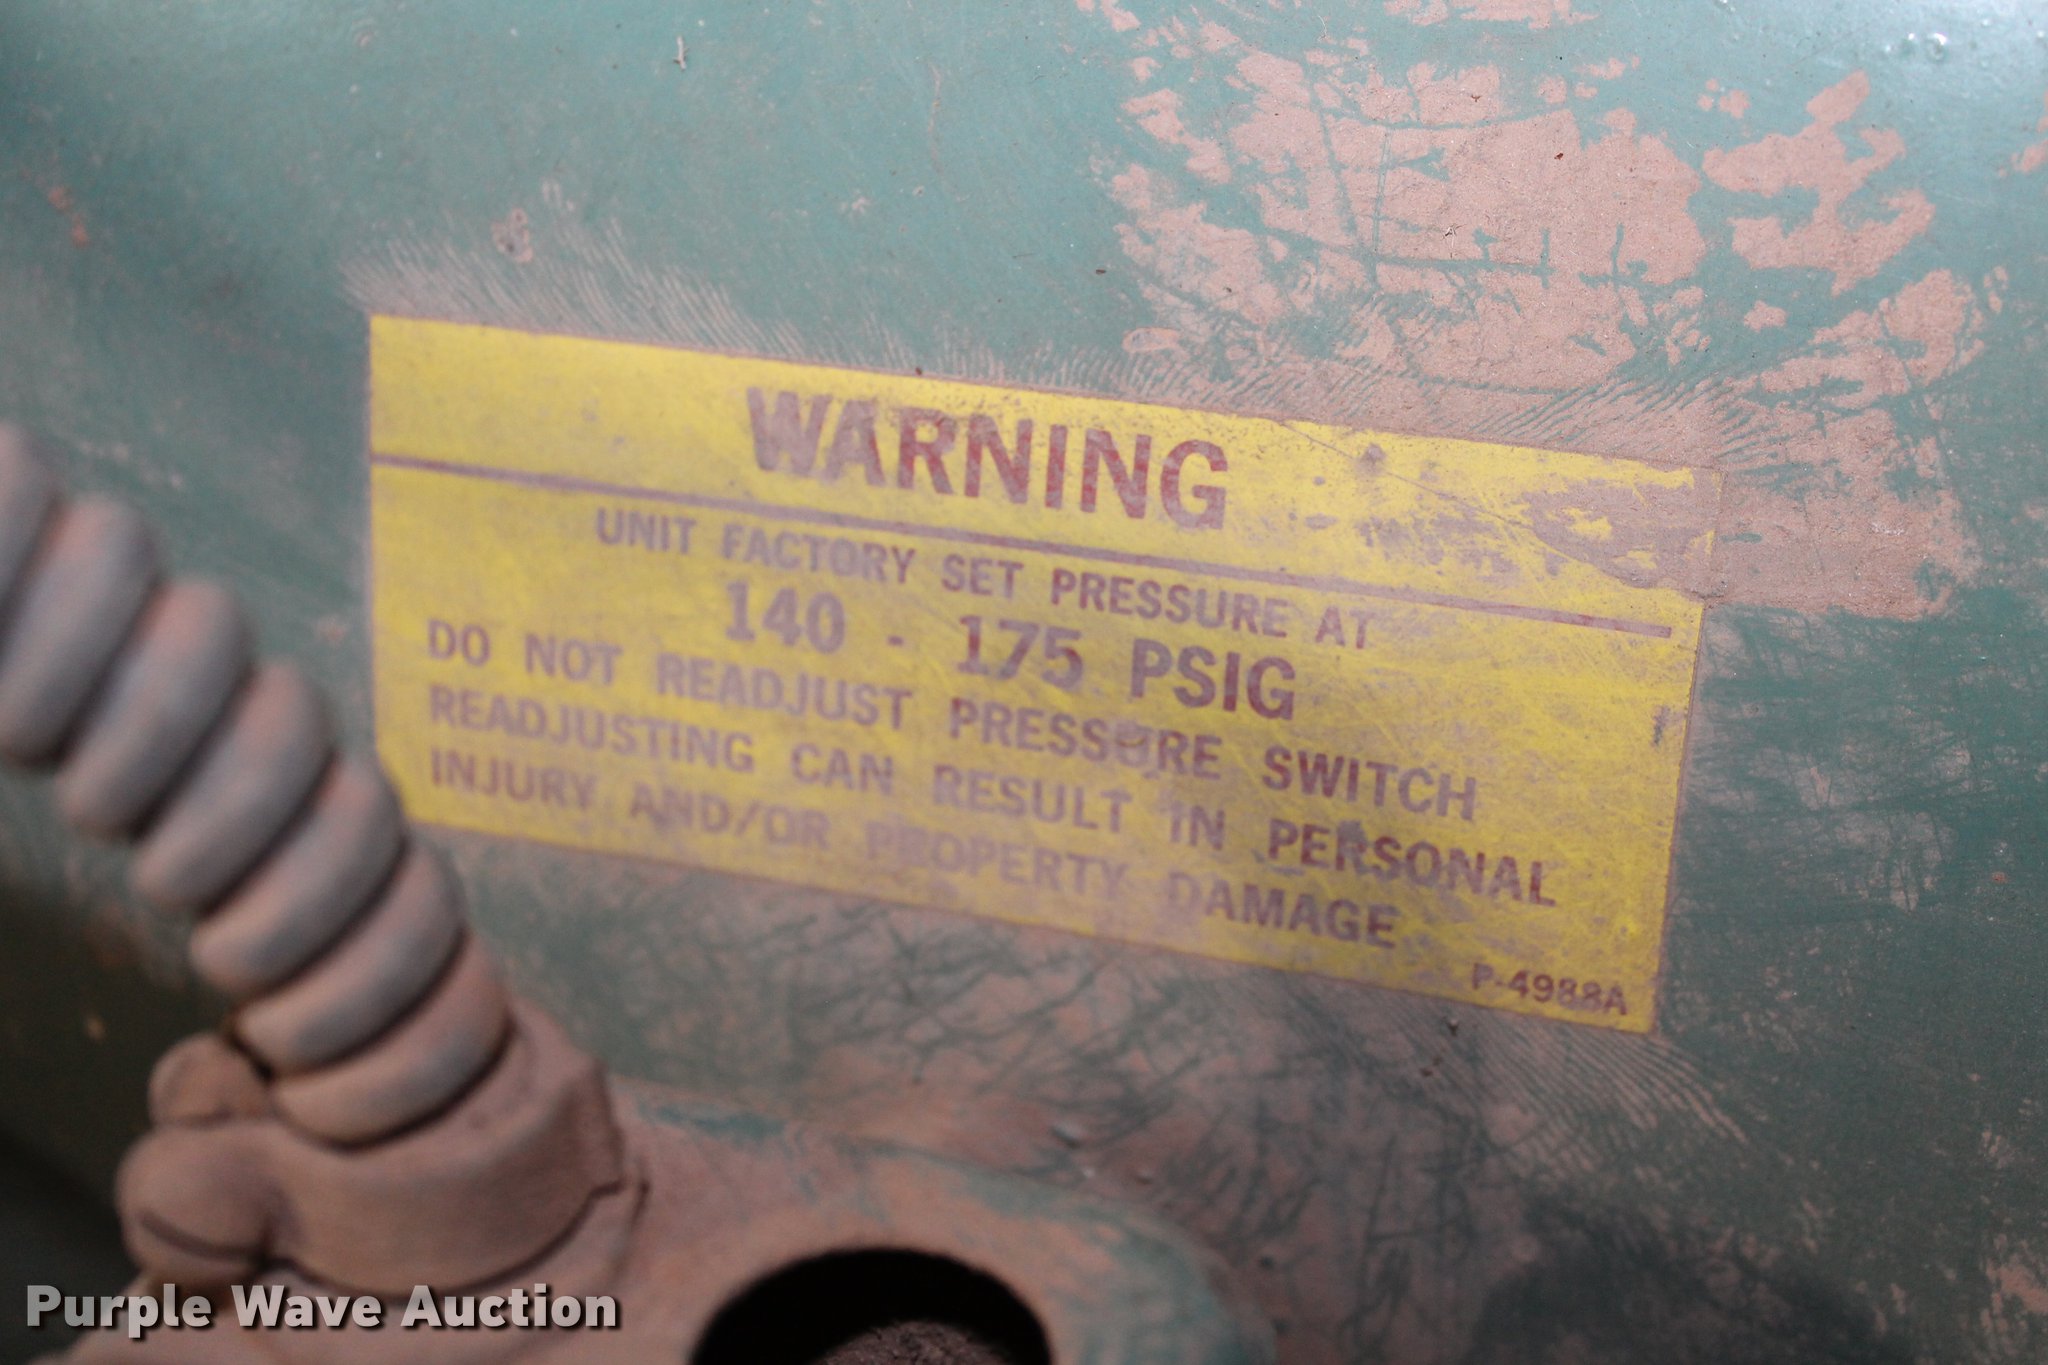 WARNING
UNIT FACTORY SET PRESSURE AT
140 - 175 PSIG
DO NOT READJUST PRESSURE SWITCH
READJUSTING CAN RESULT IN PERSONAL
INJURY AND/OR PROPERTY DAMAGE
P-4988A
Purple Wave Auction